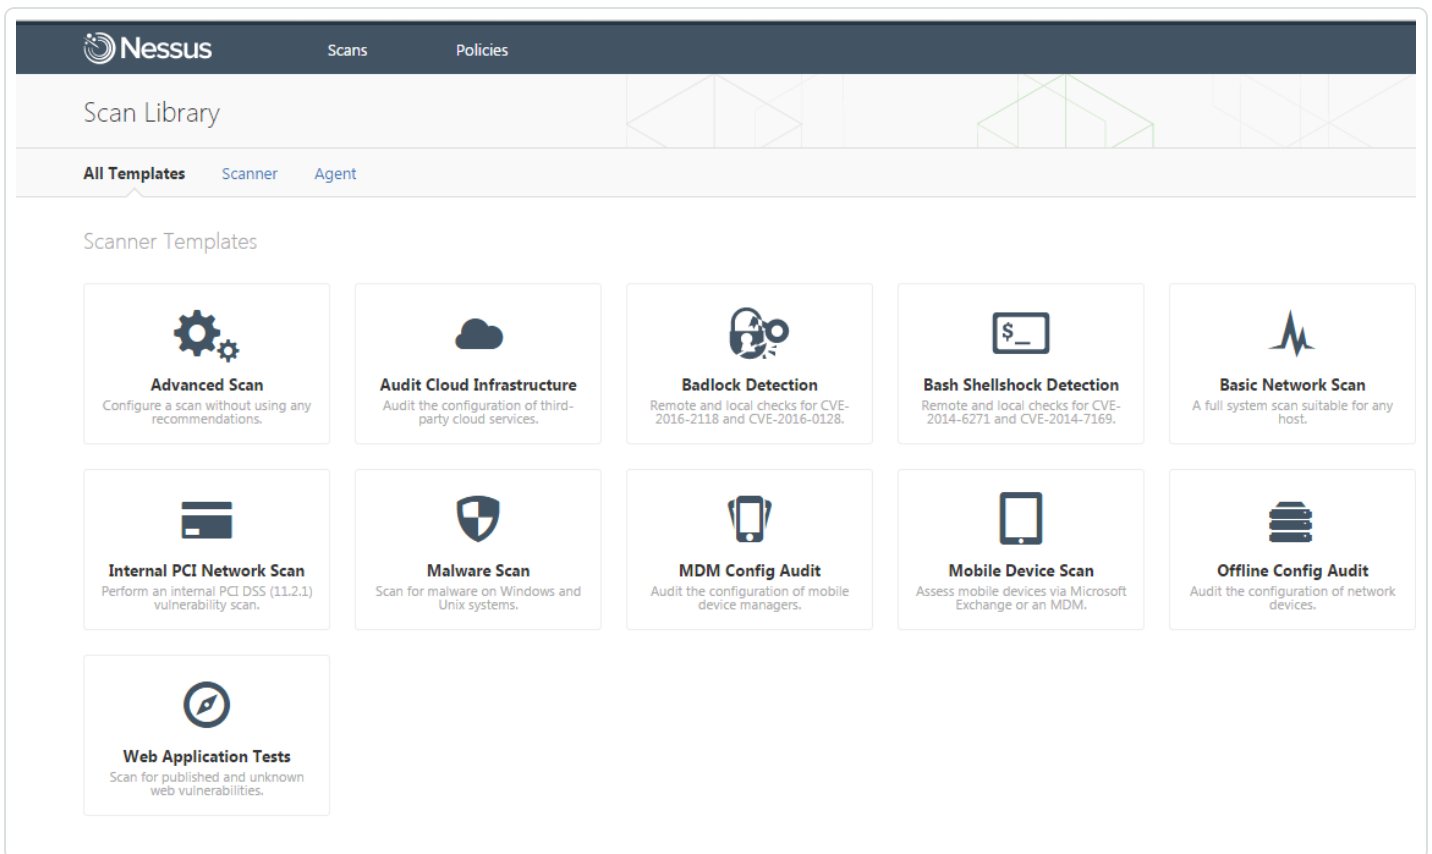 Nessus Scans Policies
Scan Library
All Templates Scanner Agent
Scanner Templates
Advanced Scan
Configure a scan without using any
recommendations.
Audit Cloud Infrastructure
Audit the configuration of third-
party cloud services.
Badlock Detection
Remote and local checks for CVE-
2016-2118 and CVE-2016-0128.
$_
Bash Shellshock Detection
Remote and local checks for CVE-
2014-6271 and CVE-2014-7169.
Basic Network Scan
A full system scan suitable for any
host.
Internal PCI Network Scan
Perform an internal PCI DSS (11.2.1)
vulnerability scan.
Malware Scan
Scan for malware on Windows and
Unix systems.
MDM Config Audit
Audit the configuration of mobile
device managers.
Mobile Device Scan
Assess mobile devices via Microsoft
Exchange or an MDM.
Offline Config Audit
Audit the configuration of network
devices.
Web Application Tests
Scan for published and unknown
web vulnerabilities.